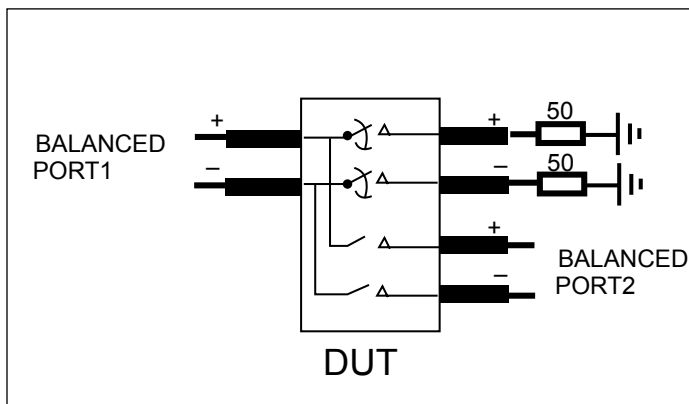 +
BALANCED
PORT1
–
+
50
–
50
+
–
BALANCED
PORT2
DUT